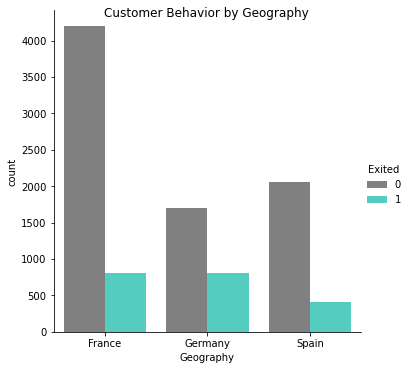 Customer Behavior by Geography
4000
3500
3000
2500
2000
1500
1000
500
0
count
France Germany Spain
Geography
Exited
0
1